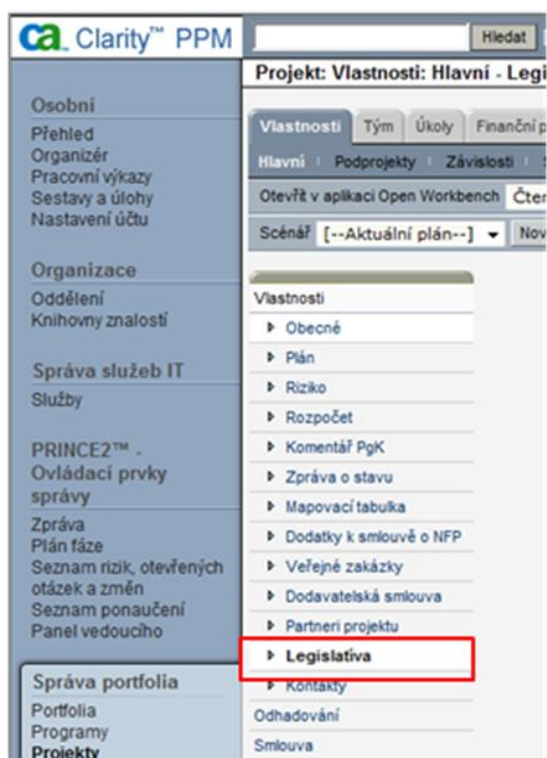 ca. Clarity™ PPM
Hledat
Projekt: Vlastnosti: Hlavní - Legi
Osobní
Přehled
Organizér
Pracovní výkazy
Sestavy a úlohy
Nastavení účtu
Organizace
Oddělení
Knihovny znalostí
Správa služeb IT
Služby
PRINCE2™ -
Ovládací prvky
správy
Zpráva
Plán fáze
Seznam rizik, otevřených
otázek a změn
Seznam ponaučení
Panel vedoucího
Správa portfolia
Portfolia
Programy
Projekty
Vlastnosti Tým Úkoly Finanční p
Hlavní Podprojekty Závislosti
Otevřít v aplikaci Open Workbench Čter
Scénář [--Aktuální plán--] Nov
Vlastnosti
Obecné
Plán
Riziko
Rozpočet
Komentář PgK
Zpráva o stavu
Mapovací tabulka
Dodatky k smlouvě o NFP
Veřejné zakázky
Dodavatelská smlouva
Partneri projektu
Legislatíva
Kontakty
Odhadování
Smlouva